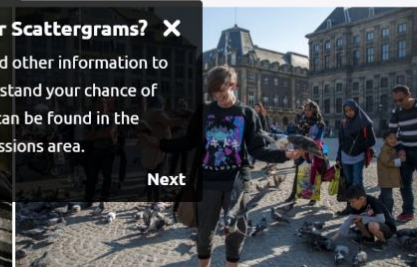 r Scattergrams? ✕
d other information to
stand your chance of
can be found in the
ssions area.
Next